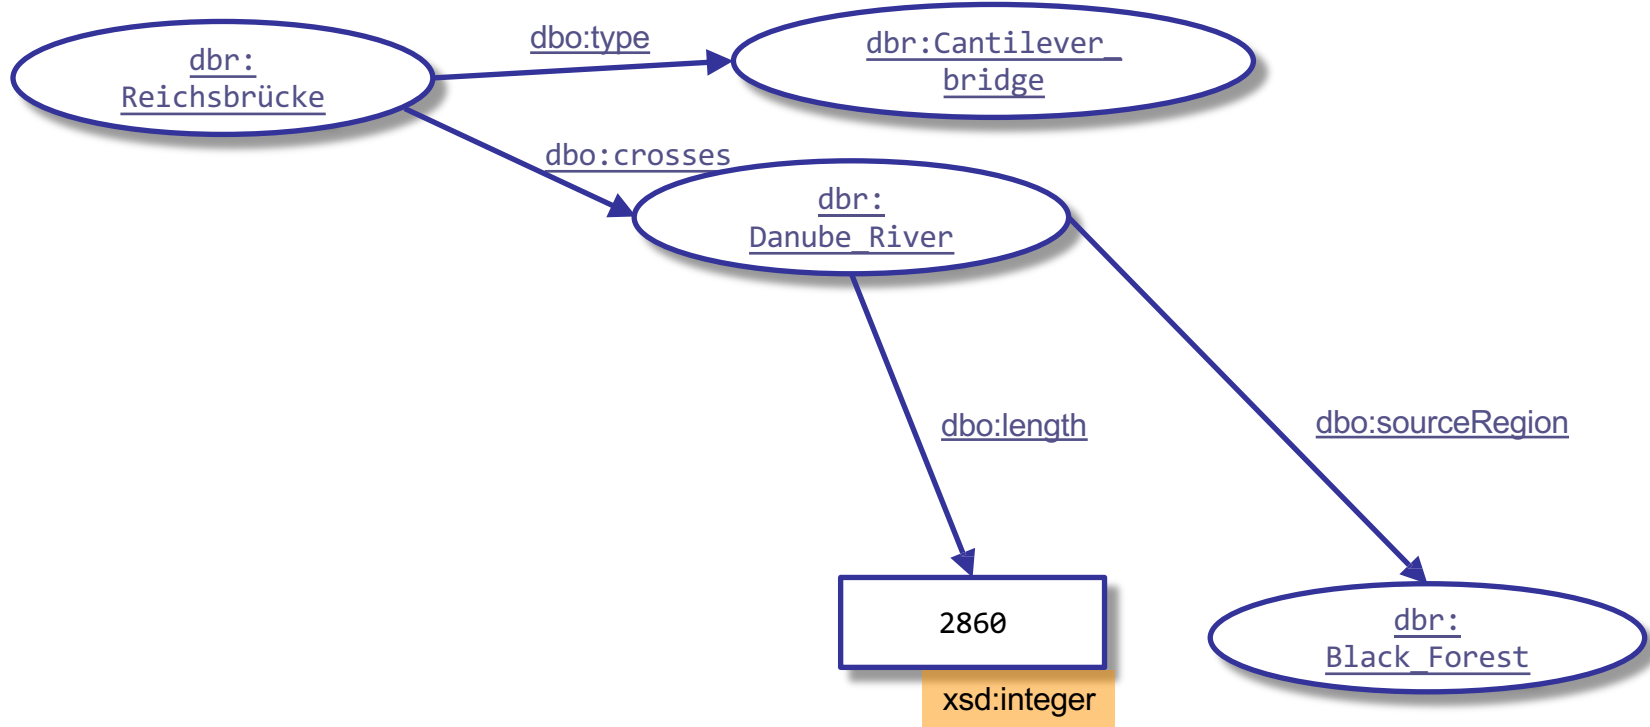 dbr:
Reichsbrücke
dbo:type
dbr:Cantilever_
bridge
dbo:crosses
dbr:
Danube_River
dbo:length
dbo:sourceRegion
2860
xsd:integer
dbr:
Black_Forest